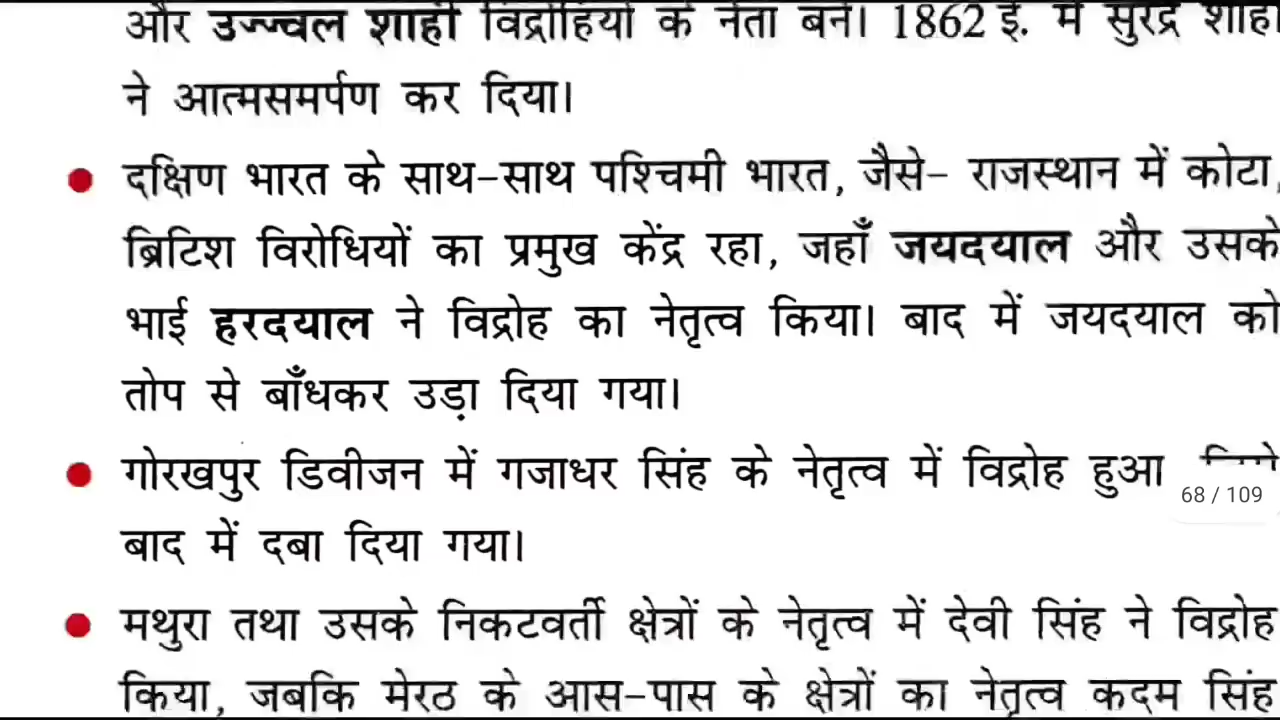 और उज्ज्वल शाही विद्रोहियों के नेता बने। 1862 ई. में सुरेंद्र शाही
ने आत्मसमर्पण कर दिया।
● दक्षिण भारत के साथ-साथ पश्चिमी भारत, जैसे- राजस्थान में कोटा,
ब्रिटिश विरोधियों का प्रमुख केंद्र रहा, जहाँ जयदयाल और उसके
भाई हरदयाल ने विद्रोह का नेतृत्व किया। बाद में जयदयाल को
तोप से बाँधकर उड़ा दिया गया।
● गोरखपुर डिवीजन में गजाधर सिंह के नेतृत्व में विद्रोह हुआ
68 / 109
बाद में दबा दिया गया।
● मथुरा तथा उसके निकटवर्ती क्षेत्रों के नेतृत्व में देवी सिंह ने विद्रोह
किया, जबकि मेरठ के आस-पास के क्षेत्रों का नेतृत्व कदम सिंह